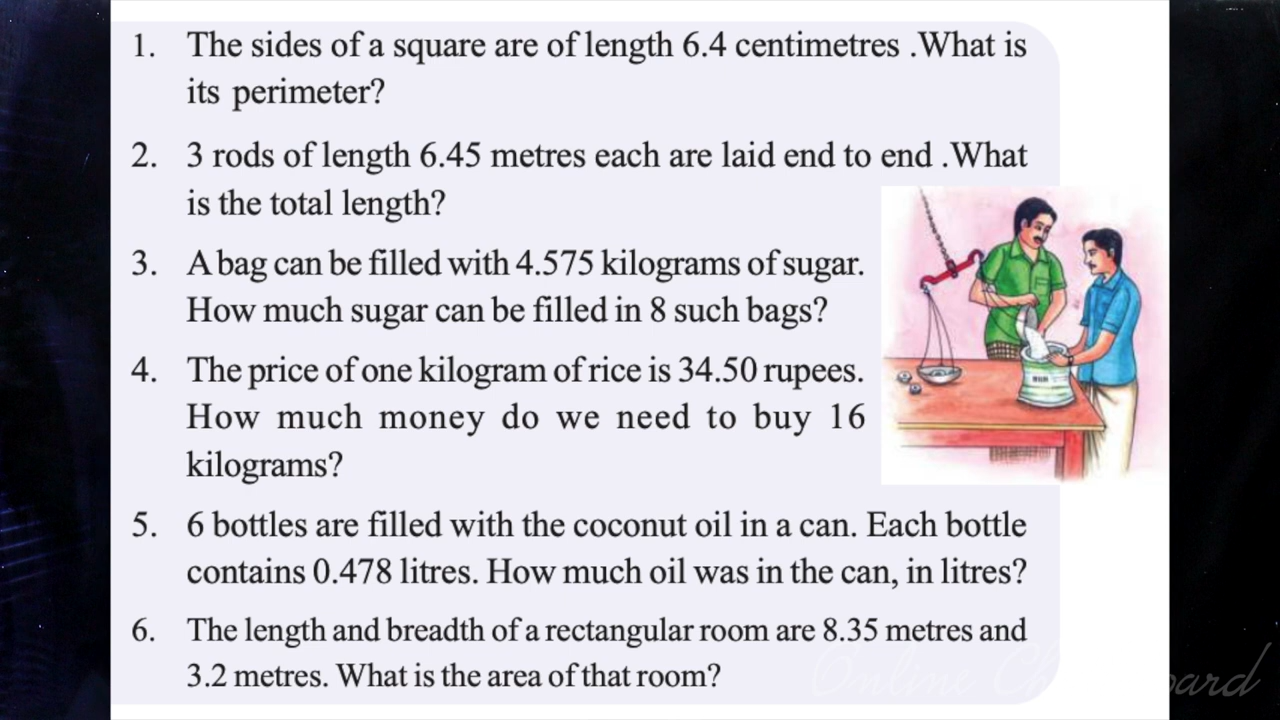 1. The sides of a square are of length 6.4 centimetres .What is
its perimeter?
2. 3 rods of length 6.45 metres each are laid end to end .What
is the total length?
3. A bag can be filled with 4.575 kilograms of sugar.
How much sugar can be filled in 8 such bags?
4. The price of one kilogram of rice is 34.50 rupees.
How much money do we need to buy 16
kilograms?
5. 6 bottles are filled with the coconut oil in a can. Each bottle
contains 0.478 litres. How much oil was in the can, in litres?
6. The length and breadth of a rectangular room are 8.35 metres and
3.2 metres. What is the area of that room?
Online